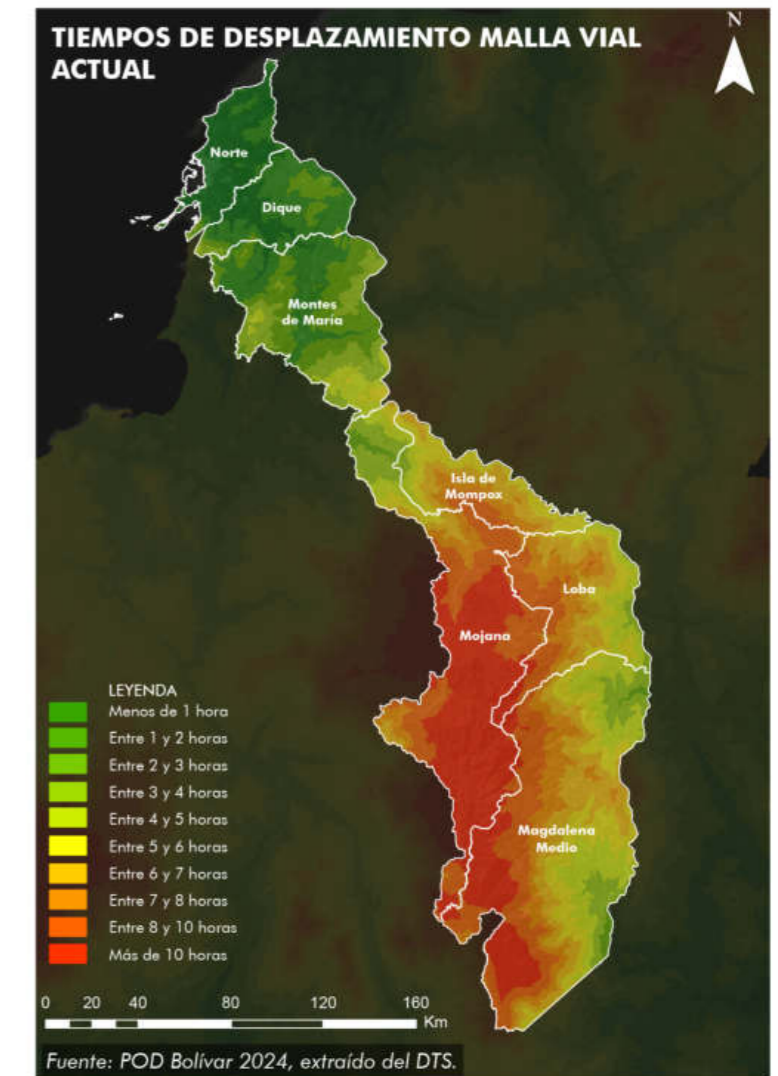 TIEMPOS DE DESPLAZAMIENTO MALLA VIAL
ACTUAL
N
Norte
Dique
Montes
de María
Isla de
Mompox
Loba
Mojana
Magdalena
Medio
LEYENDA
Menos de 1 hora
Entre 1 y 2 horas
Entre 2 y 3 horas
Entre 3 y 4 horas
Entre 4 y 5 horas
Entre 5 y 6 horas
Entre 6 y 7 horas
Entre 7 y 8 horas
Entre 8 y 10 horas
Más de 10 horas
0 20 40 80 120 160
Km
Fuente: POD Bolívar 2024, extraído del DTS.